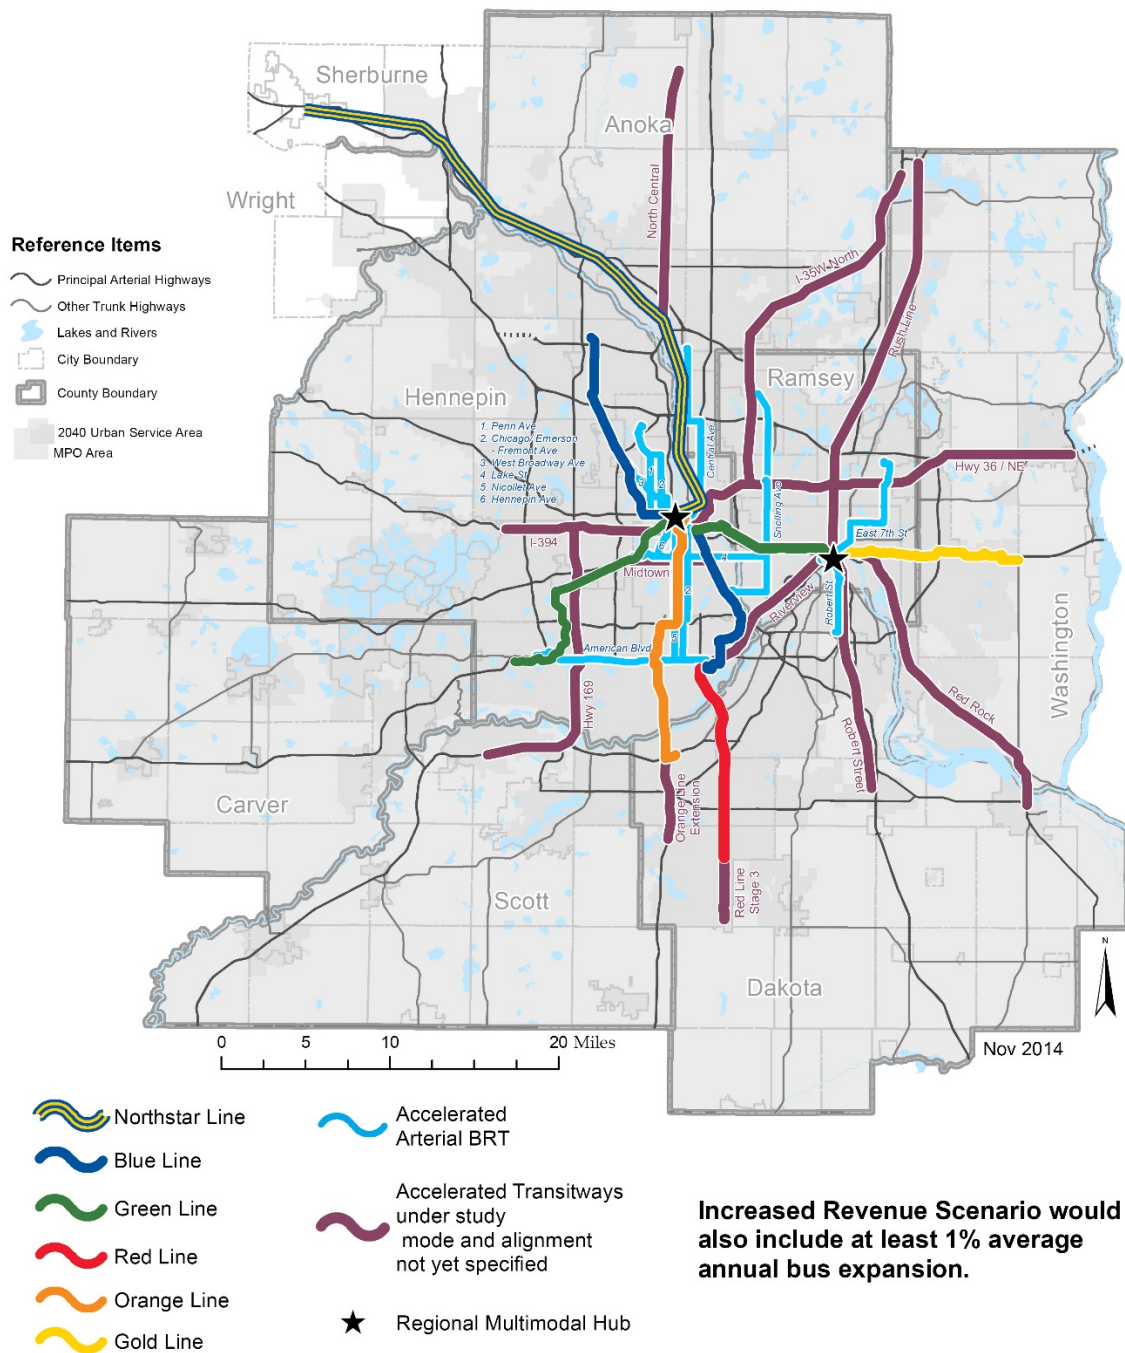 Sherburne
Anoka
Wright
North Central
I-35W North
Rush Line
Reference Items
Principal Arterial Highways
Other Trunk Highways
Lakes and Rivers
City Boundary
County Boundary
2040 Urban Service Area
MPO Area
Hennepin
Ramsey
1. Penn Ave
2. Chicago/ Emerson
- Fremont Ave
3. West Broadway Ave
4. Lake St
5. Nicollet Ave
6. Hennepin Ave
Central Ave
Snelling Ave
Hwy 36 / NE
East 7th St
I-394
Midtown
1
3
2
6
4
2
5
Riverview
Robert St
American Blvd
Hwy 169
Washington
Red Rock
Robert Street
Orange Line
Extension
Red Line
Stage 3
Carver
Scott
Dakota
N
Nov 2014
0 5 10 20 Miles
Northstar Line
Blue Line
Green Line
Red Line
Orange Line
Gold Line
Accelerated
Arterial BRT
Accelerated Transitways
under study
mode and alignment
not yet specified
Regional Multimodal Hub
Increased Revenue Scenario would
also include at least 1% average
annual bus expansion.